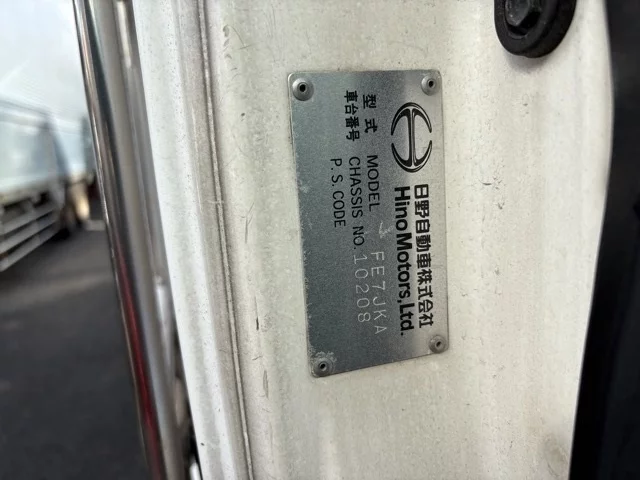 日野自動車株式会社
Hino Motors, Ltd.
型式 MODEL FE7JKA
車台番号 CHASSIS NO. 10208
P.S.CODE